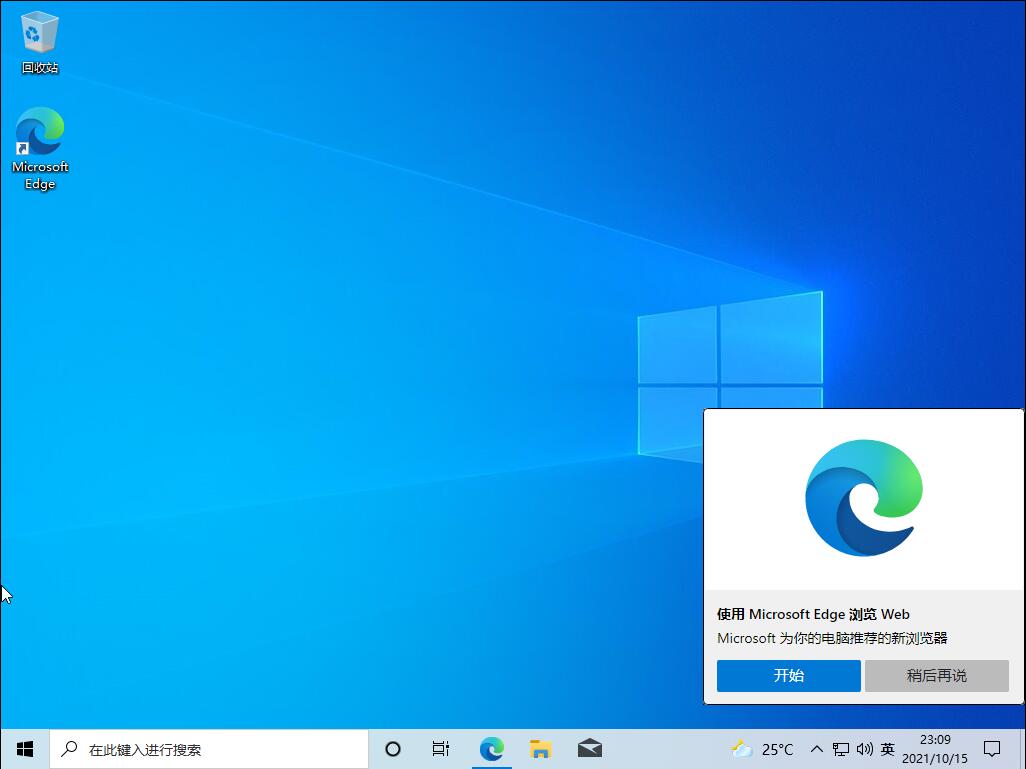 回收站
Microsoft
Edge
使用 Microsoft Edge 浏览 Web
Microsoft 为你的电脑推荐的新浏览器
开始
稍后再说
在此键入进行搜索
25°C
英
23:09
2021/10/15